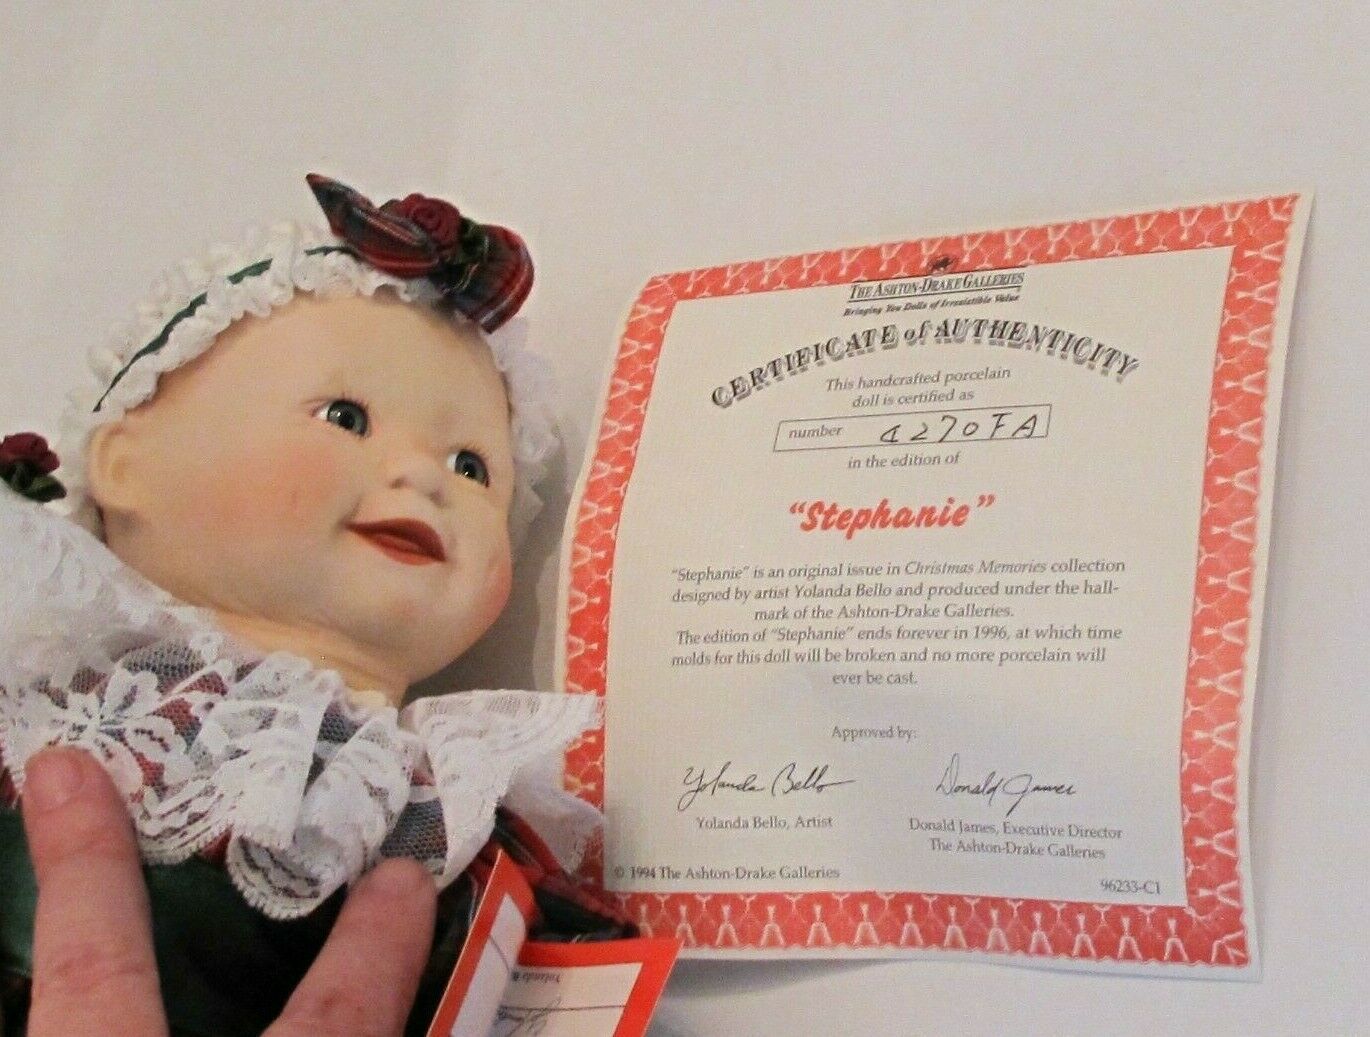 The Ashton-Drake Galleries
Bringing You Dolls of Irresistible Value
CERTIFICATE of AUTHENTICITY
This handcrafted porcelain
doll is certified as
number 4270FA
in the edition of
“Stephanie”
“Stephanie” is an original issue in Christmas Memories collection
designed by artist Yolanda Bello and produced under the hall-
mark of the Ashton-Drake Galleries.
The edition of “Stephanie” ends forever in 1996, at which time
molds for this doll will be broken and no more porcelain will
ever be cast.
Approved by:
Yolanda Bello Donald James
Yolanda Bello, Artist Donald James, Executive Director
The Ashton-Drake Galleries
© 1994 The Ashton-Drake Galleries 96233-C1
Yolanda B